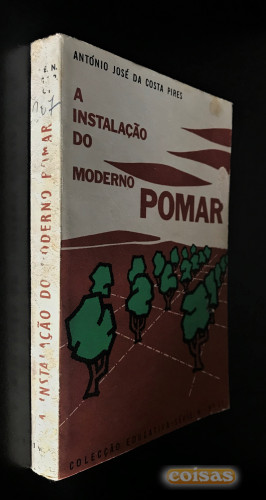 ANTÓNIO JOSÉ DA COSTA PIRES
A
INSTALAÇÃO
DO
MODERNO
POMAR
A INSTALAÇÃO DO MODERNO POMAR
coisas